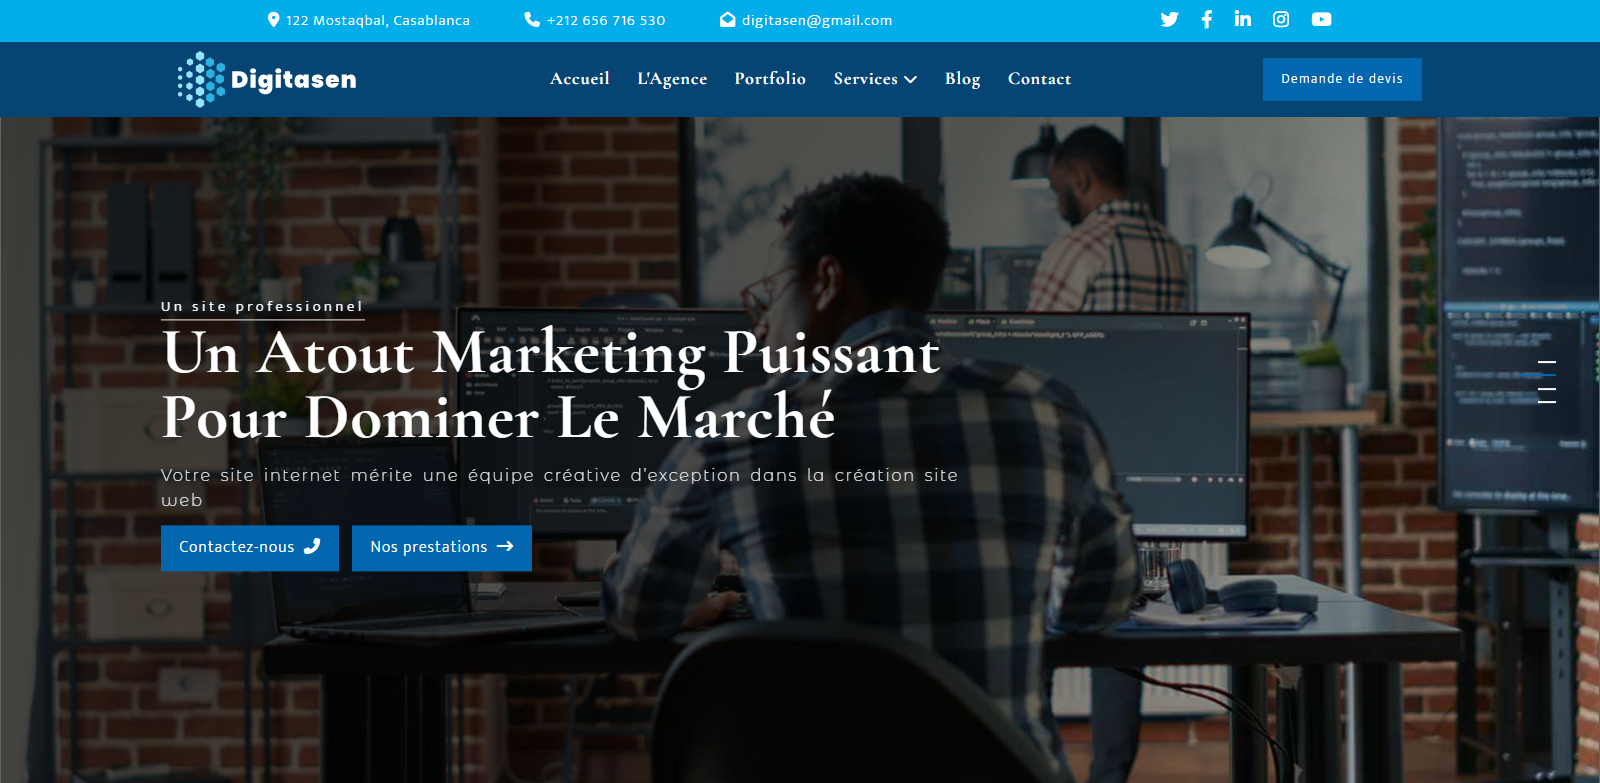 122 Mostaqbal, Casablanca
+212 656 716 530
digitasen@gmail.com
Digitasen
Accueil
L'Agence
Portfolio
Services
Blog
Contact
Demande de devis
Un site professionnel
Un Atout Marketing Puissant
Pour Dominer Le Marché
Votre site internet mérite une équipe créative d'exception dans la création site
web
Contactez-nous
Nos prestations